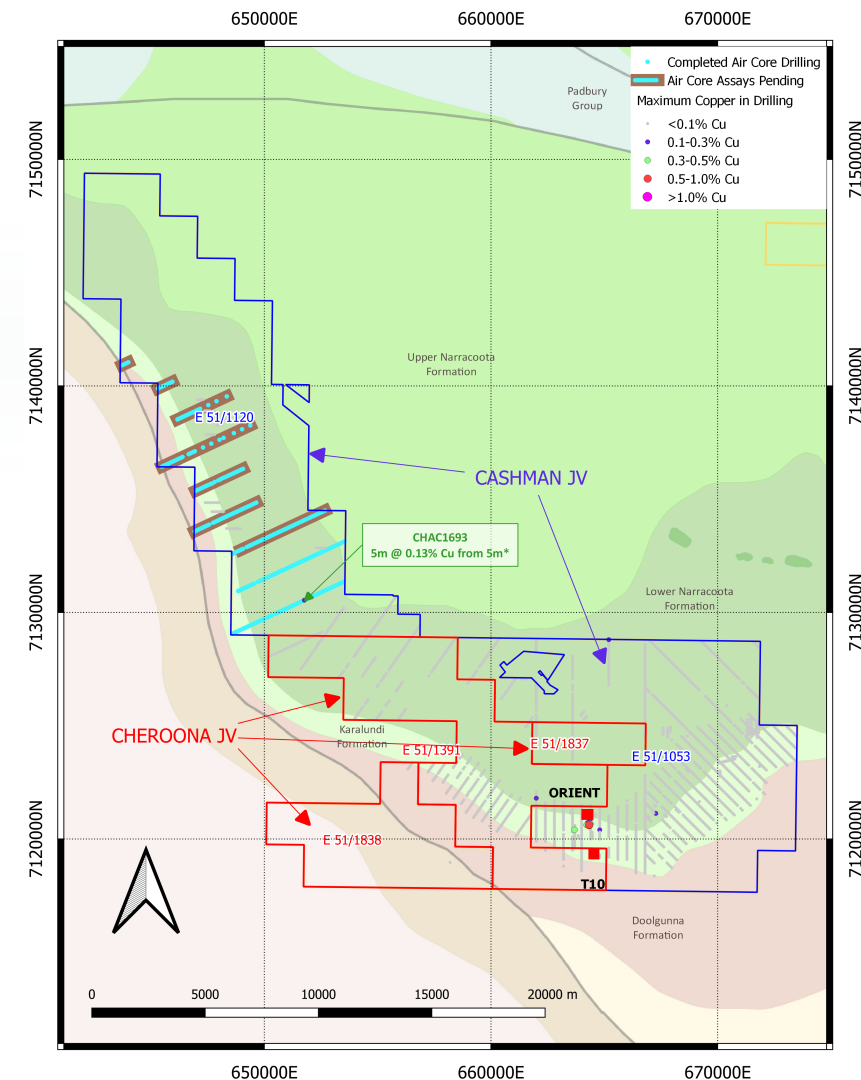 650000E
660000E
670000E
Completed Air Core Drilling
Air Core Assays Pending
Maximum Copper in Drilling
<0.1% Cu
0.1-0.3% Cu
0.3-0.5% Cu
0.5-1.0% Cu
>1.0% Cu
Padbury
Group
7150000N
7150000N
Upper Narracoota
Formation
7140000N
7140000N
E 51/1120
CASHMAN JV
CHAC1693
5m @ 0.13% Cu from 5m*
Lower Narracoota
Formation
7130000N
7130000N
CHEROONA JV
Karalundi
Formation
E 51/1391
E 51/1837
E 51/1053
ORIENT
7120000N
7120000N
E 51/1838
T10
Doolgunna
Formation
0
5000
10000
15000
20000 m
650000E
660000E
670000E